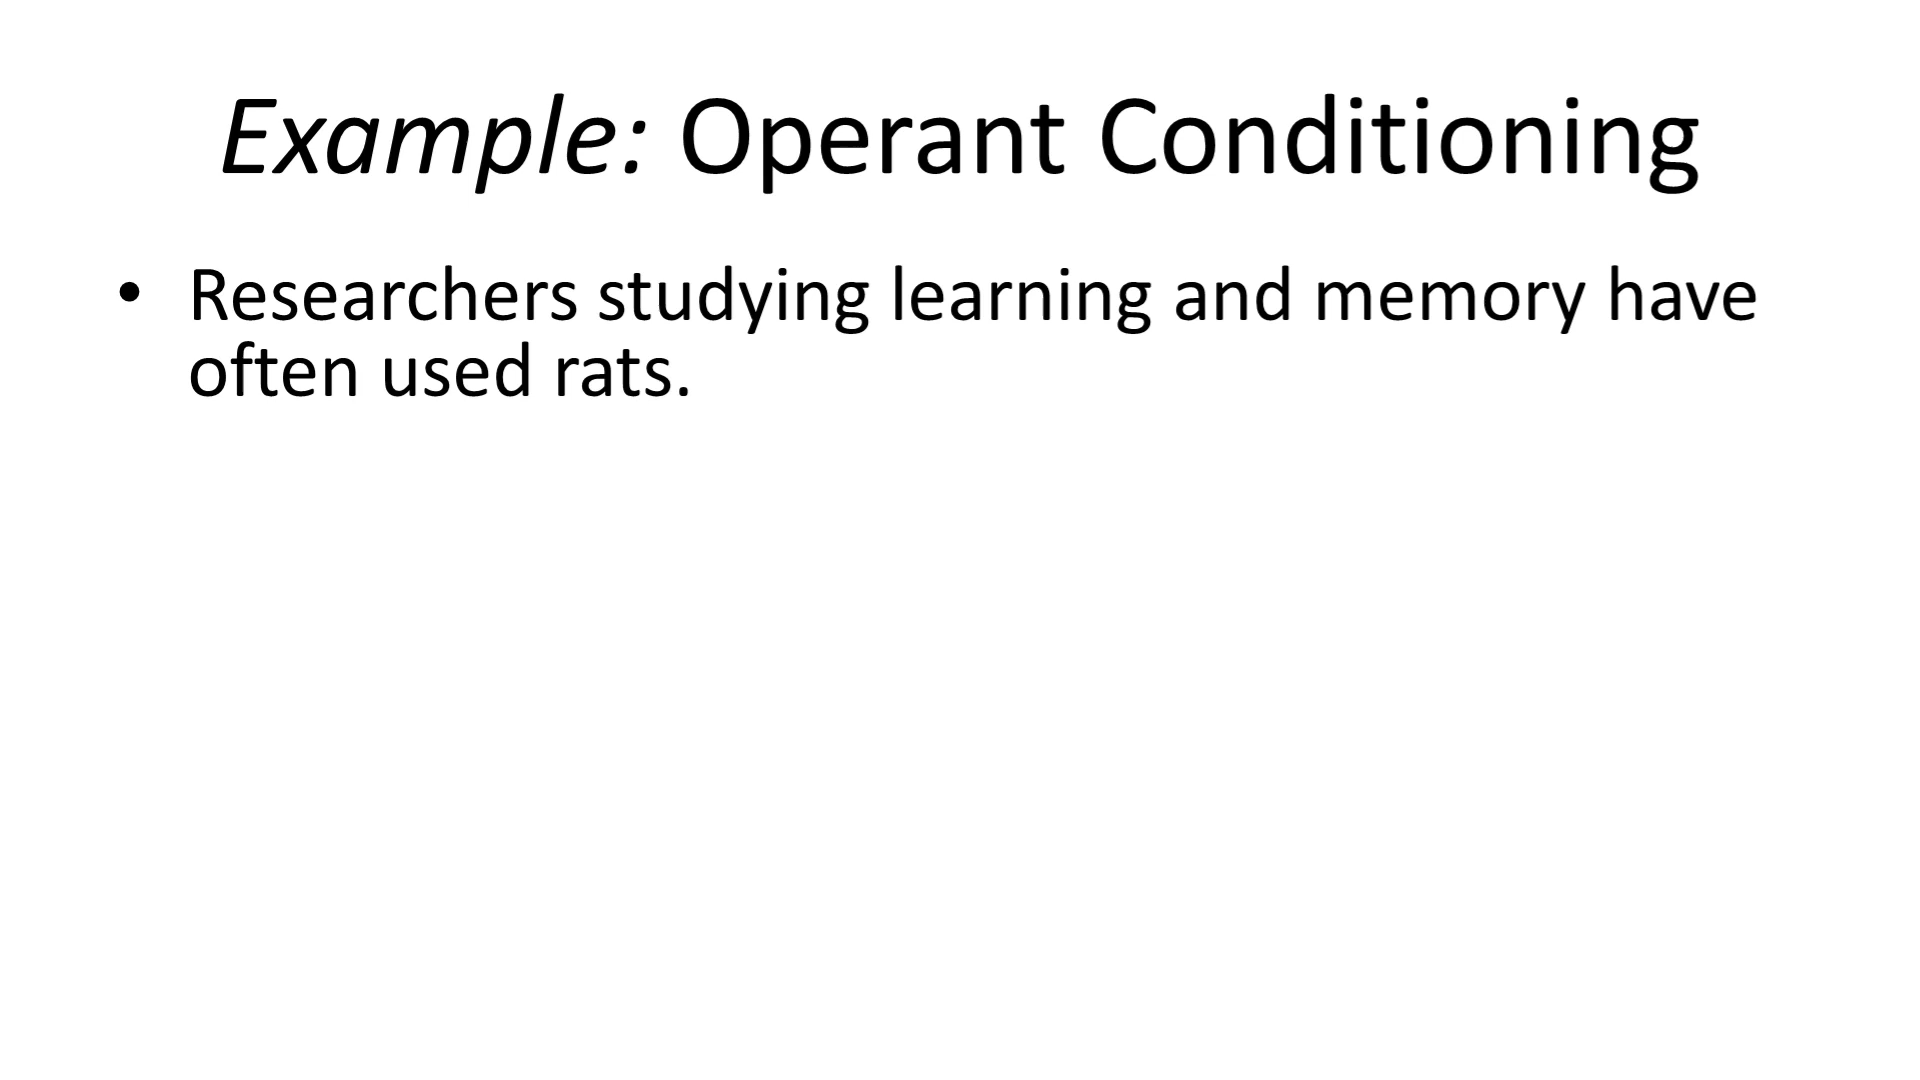 Example: Operant Conditioning
• Researchers studying learning and memory have
often used rats.